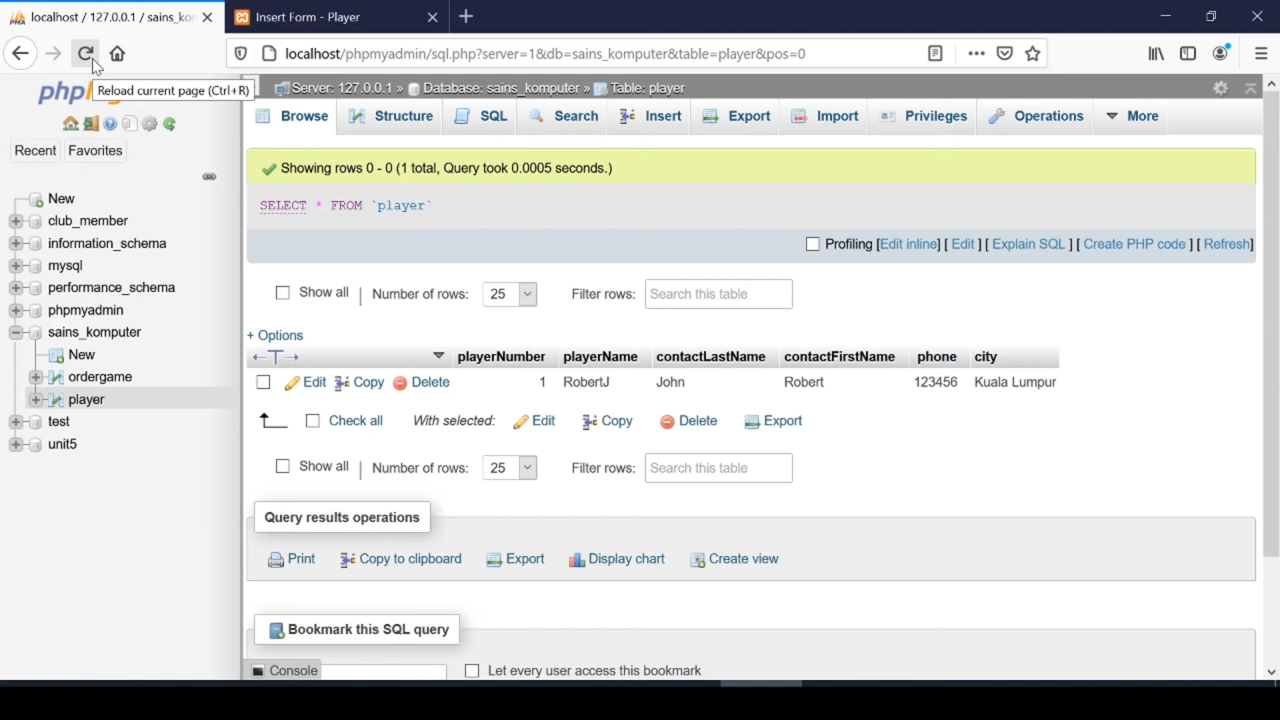 localhost / 127.0.0.1 / sains_kor
Insert Form - Player
localhost/phpmyadmin/sql.php?server=1&db=sains_komputer&table=player&pos=0
php
Reload current page (Ctrl+R)
Recent
Favorites
New
club_member
information_schema
mysql
performance_schema
phpmyadmin
sains_komputer
New
ordergame
player
test
unit5
Server: 127.0.0.1 » Database: sains_komputer » Table: player
Browse Structure SQL Search Insert Export Import Privileges Operations More
Showing rows 0 - 0 (1 total, Query took 0.0005 seconds.)
SELECT * FROM `player`
Profiling [Edit inline] [ Edit ] [ Explain SQL ] [ Create PHP code ] [ Refresh]
Show all Number of rows: 25 Filter rows: Search this table
+ Options
←T→ playerNumber playerName contactLastName contactFirstName phone city
Edit Copy Delete 1 RobertJ John Robert 123456 Kuala Lumpur
Check all With selected: Edit Copy Delete Export
Show all Number of rows: 25 Filter rows: Search this table
Query results operations
Print Copy to clipboard Export Display chart Create view
Bookmark this SQL query
Console Let every user access this bookmark